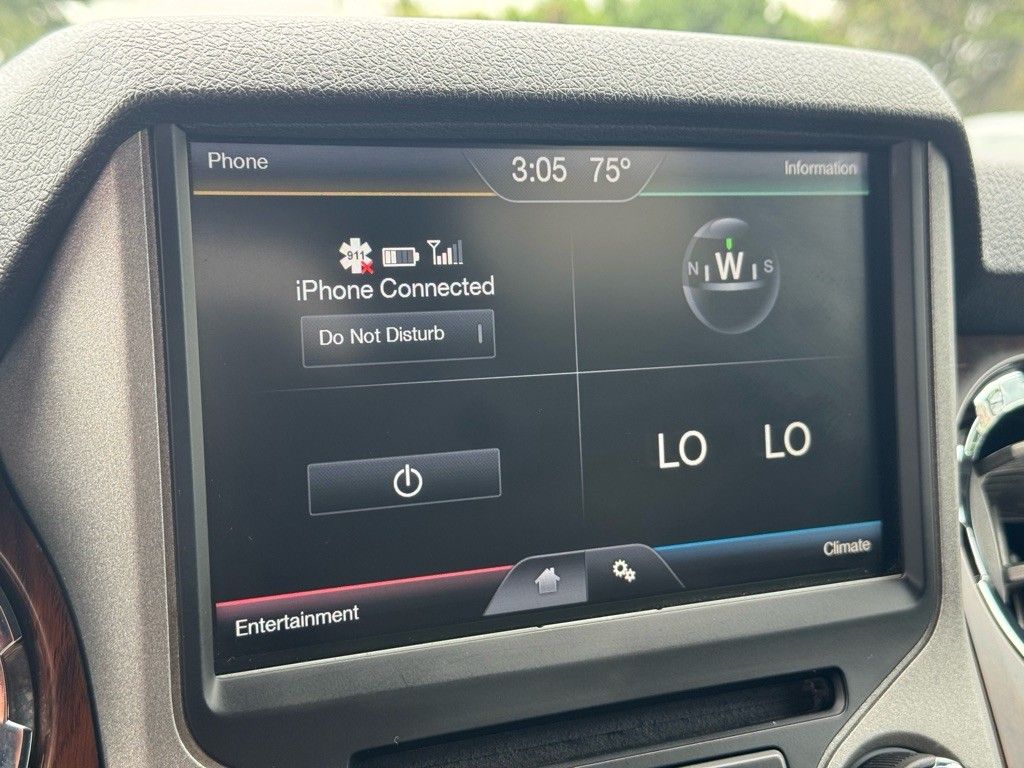 Phone
3:05 75°
Information
911
iPhone Connected
Do Not Disturb
N W S
LO LO
Entertainment
Climate